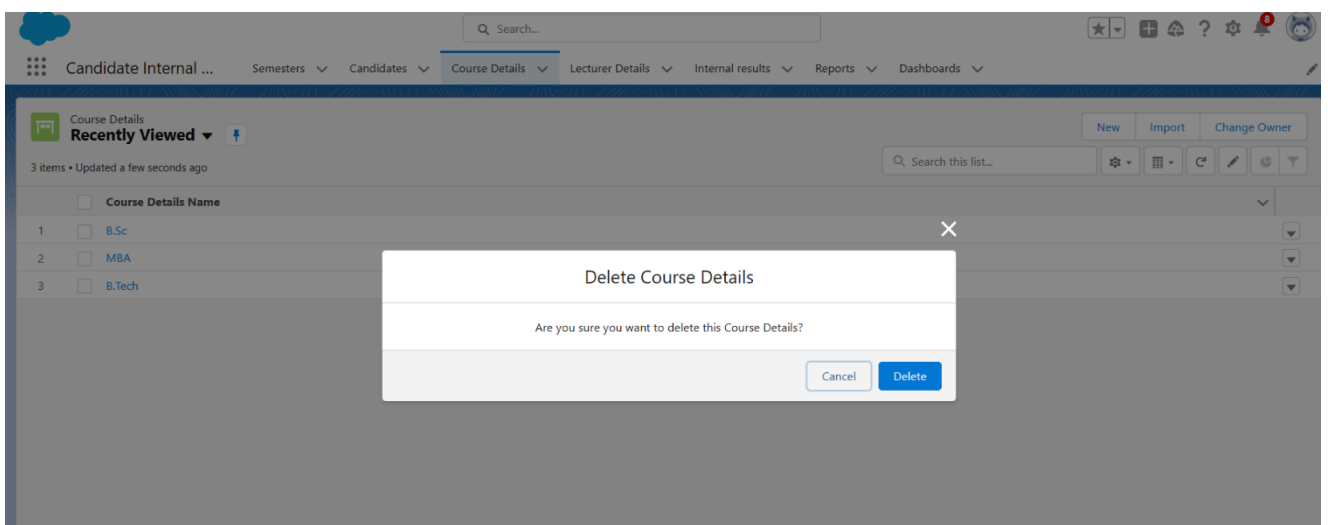 Search...
8
Candidate Internal ... Semesters Candidates Course Details Lecturer Details Internal results Reports Dashboards
Course Details
Recently Viewed
New Import Change Owner
3 items • Updated a few seconds ago
Search this list...
Course Details Name
1 B.Sc
2 MBA
3 B.Tech
Delete Course Details
Are you sure you want to delete this Course Details?
Cancel Delete